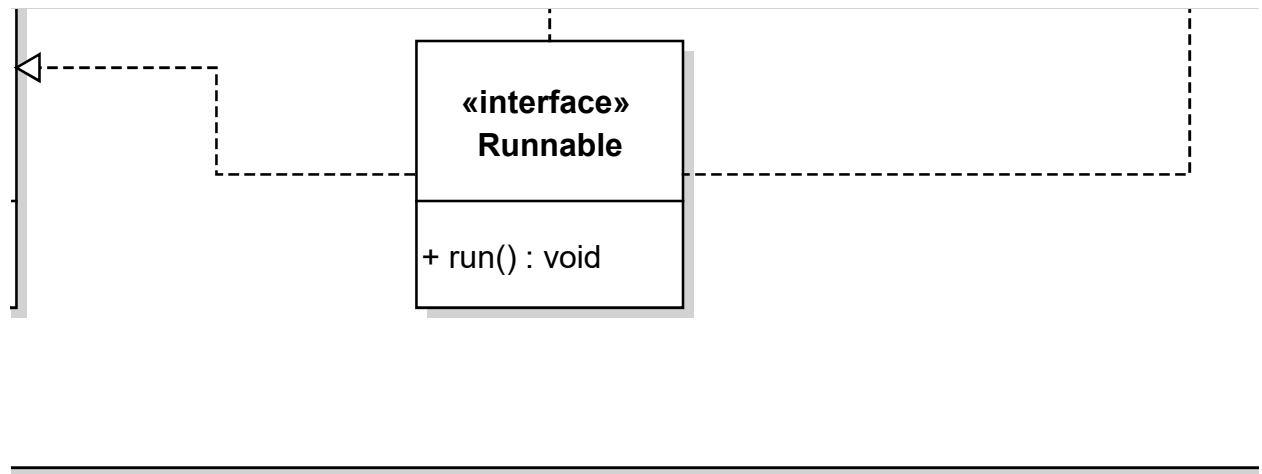 «interface»
Runnable
+ run() : void